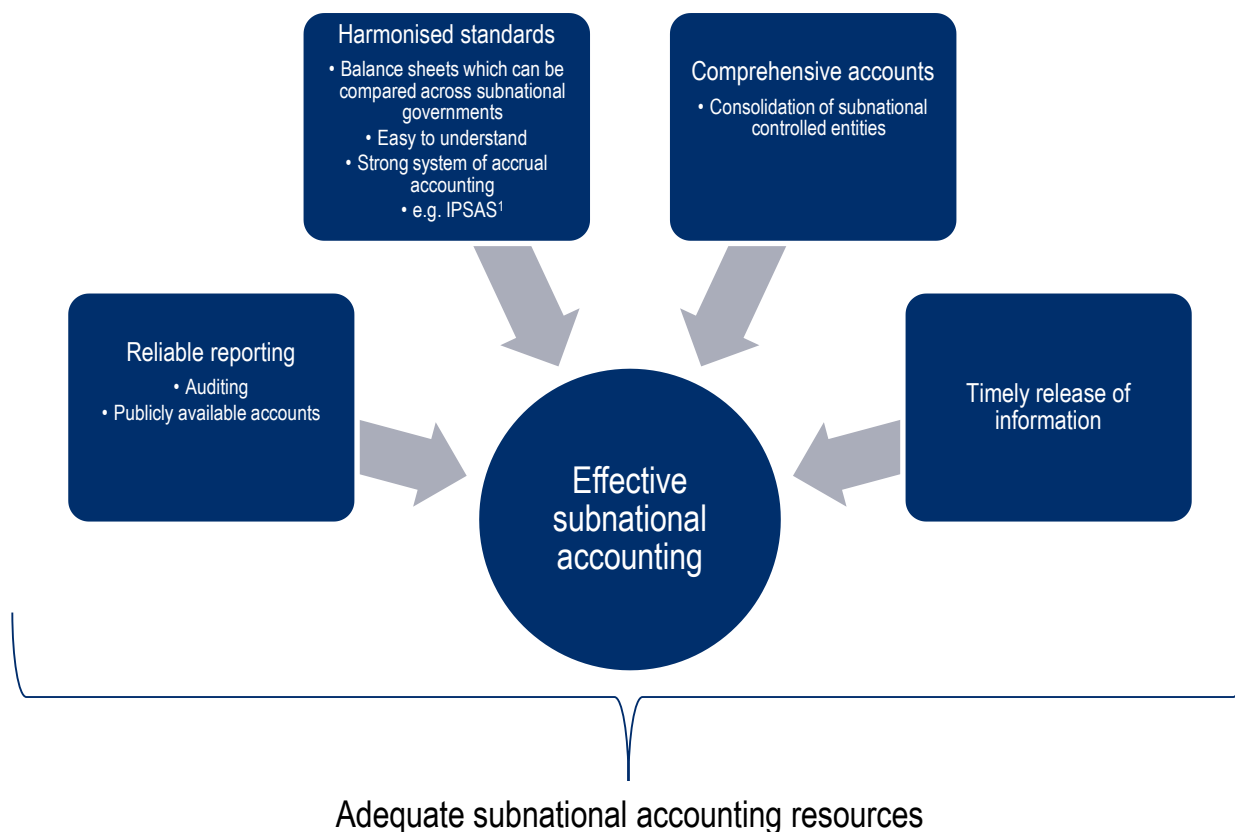 Harmonised standards
• Balance sheets which can be
compared across subnational
governments
• Easy to understand
• Strong system of accrual
accounting
• e.g. IPSAS¹
Comprehensive accounts
• Consolidation of subnational
controlled entities
Reliable reporting
• Auditing
• Publicly available accounts
Timely release of
information
Effective
subnational
accounting
Adequate subnational accounting resources